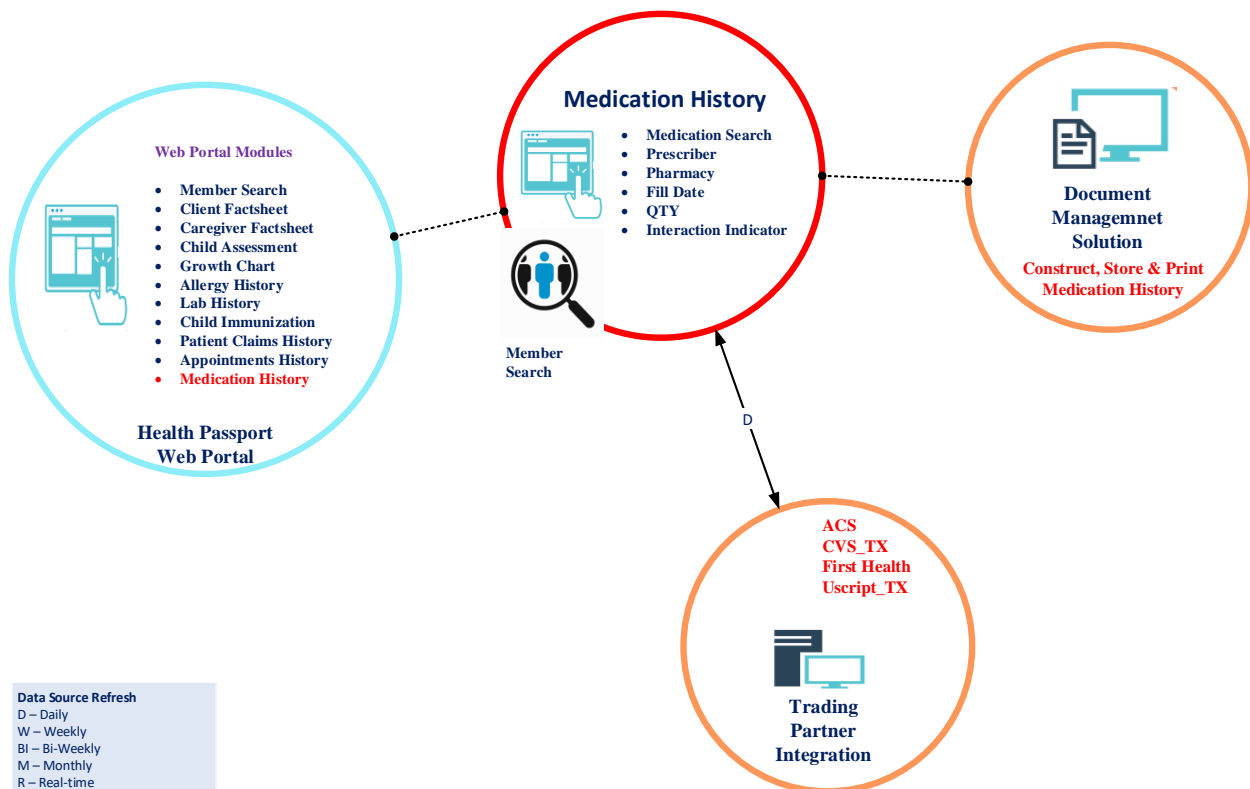 Web Portal Modules
• Member Search
• Client Factsheet
• Caregiver Factsheet
• Child Assessment
• Growth Chart
• Allergy History
• Lab History
• Child Immunization
• Patient Claims History
• Appointments History
• Medication History
Health Passport
Web Portal
Medication History
• Medication Search
• Prescriber
• Pharmacy
• Fill Date
• QTY
• Interaction Indicator
Member
Search
Document
Managemnet
Solution
Construct, Store & Print
Medication History
D
ACS
CVS_TX
First Health
Uscript_TX
Trading
Partner
Integration
Data Source Refresh
D – Daily
W – Weekly
BI – Bi-Weekly
M – Monthly
R – Real-time